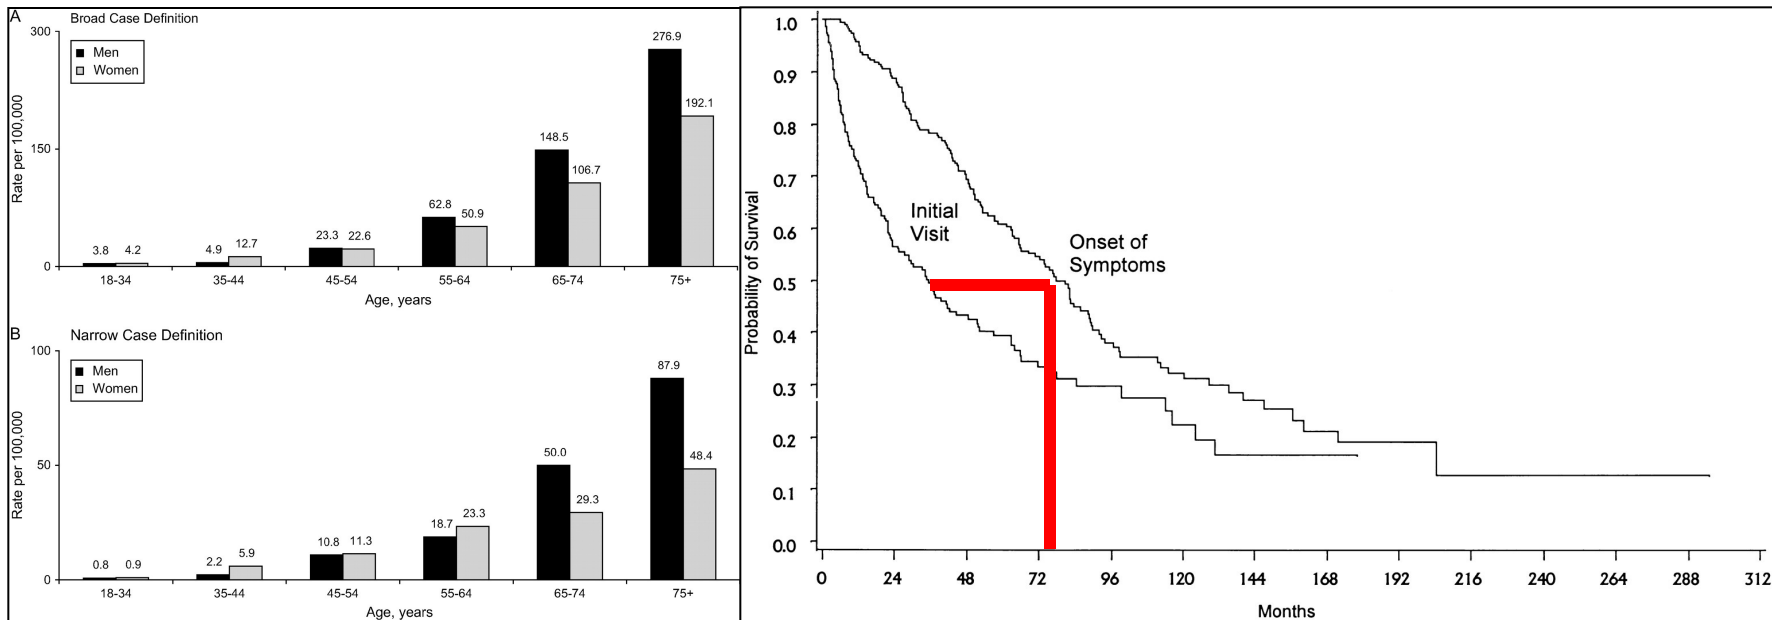 A
Broad Case Definition
300
150
0
Rate per 100,000
Men
Women
3.8 4.2 4.9 12.7 23.3 22.6 62.8 50.9 148.5 106.7 276.9 192.1
18-34 35-44 45-54 55-64 65-74 75+
Age, years
B
Narrow Case Definition
100
50
0
Rate per 100,000
Men
Women
0.8 0.9 2.2 5.9 10.8 11.3 18.7 23.3 50.0 29.3 87.9 48.4
18-34 35-44 45-54 55-64 65-74 75+
Age, years
Probability of Survival
1.0
0.9
0.8
0.7
0.6
0.5
0.4
0.3
0.2
0.1
0.0
Initial
Visit
Onset of
Symptoms
0 24 48 72 96 120 144 168 192 216 240 264 288 312
Months